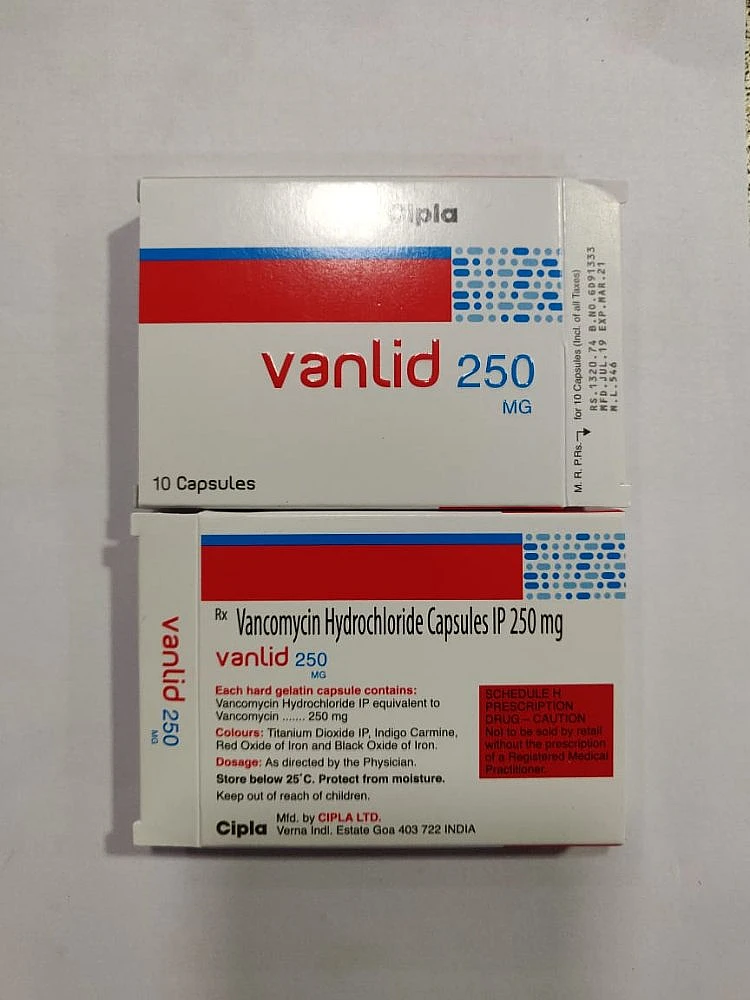 Cipla
vanlid 250
MG
10 Capsules
M. R. P.Rs. for 10 Capsules (Incl. of all Taxes)
RS.1320.74 B.NO.GD91333
MFD.JUL.19 EXP.MAR.21
M.L.546
vanlid 250
MG
Rx Vancomycin Hydrochloride Capsules IP 250 mg
vanlid 250
MG
Each hard gelatin capsule contains:
Vancomycin Hydrochloride IP equivalent to
Vancomycin ....... 250 mg
Colours: Titanium Dioxide IP, Indigo Carmine,
Red Oxide of Iron and Black Oxide of Iron.
Dosage: As directed by the Physician.
Store below 25°C. Protect from moisture.
Keep out of reach of children.
SCHEDULE H
PRESCRIPTION
DRUG – CAUTION
Not to be sold by retail
without the prescription
of a Registered Medical
Practitioner.
Cipla
Mfd. by CIPLA LTD.
Verna Indl. Estate Goa 403 722 INDIA